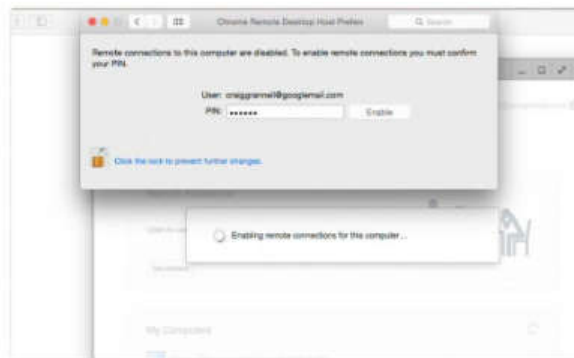 Chrome Remote Desktop Host Prefere
Search
Remote connections to this computer are disabled. To enable remote connections you must confirm
your PIN.
User: craiggrannell@googlemail.com
PIN: ••••••
Enable
Click the lock to prevent further changes.
Enabling remote connections for this computer...
My Computers